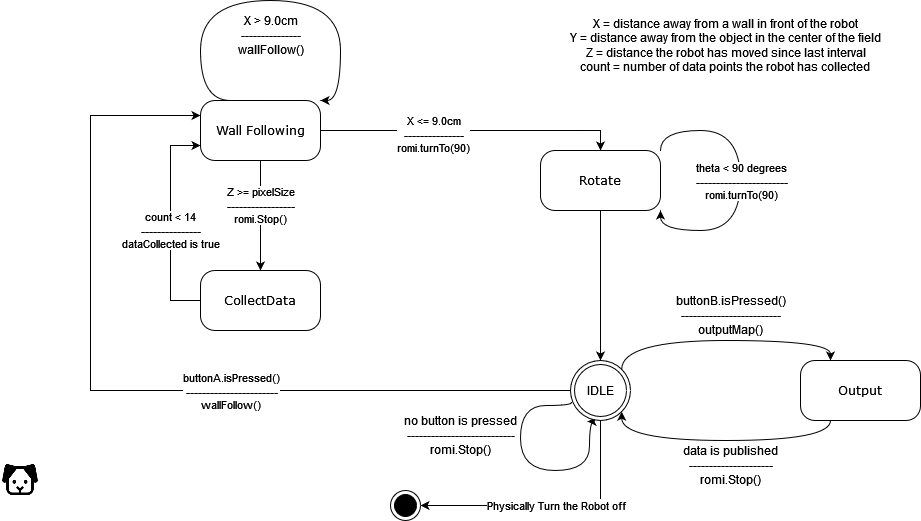 X > 9.0cm
---------------
wallFollow()
X = distance away from a wall in front of the robot
Y = distance away from the object in the center of the field
Z = distance the robot has moved since last interval
count = number of data points the robot has collected
Wall Following
X <= 9.0cm
---------------
romi.turnTo(90)
Rotate
theta < 90 degrees
-----------------------
romi.turnTo(90)
Z >= pixelSize
-----------------
romi.Stop()
count < 14
---------------
dataCollected is true
CollectData
buttonB.isPressed()
-------------------------
outputMap()
buttonA.isPressed()
-----------------------
wallFollow()
IDLE
Output
no button is pressed
---------------------------
romi.Stop()
data is published
---------------------
romi.Stop()
Physically Turn the Robot off